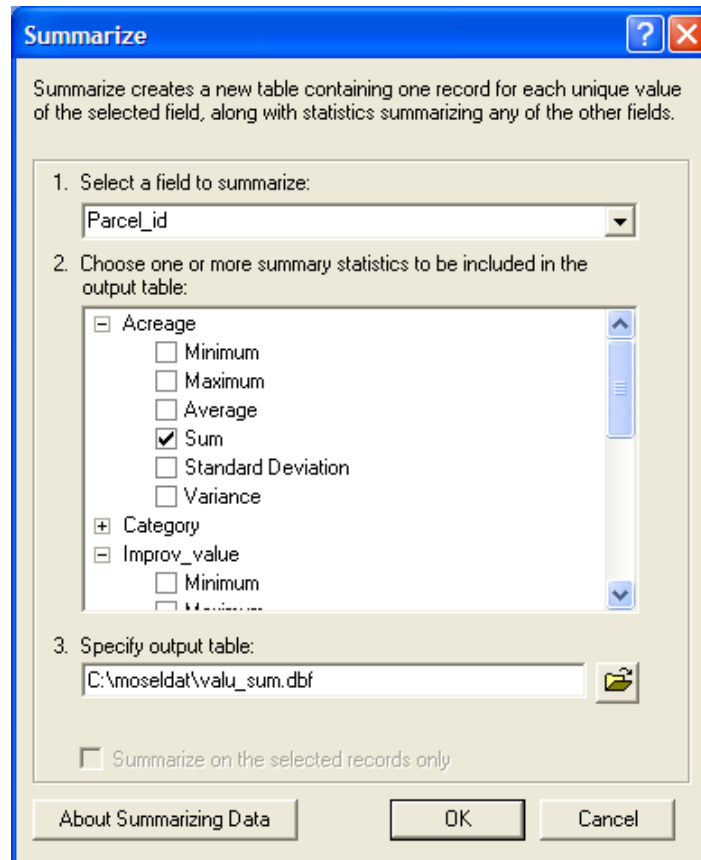 Summarize
Summarize creates a new table containing one record for each unique value
of the selected field, along with statistics summarizing any of the other fields.
1. Select a field to summarize:
Parcel_id
2. Choose one or more summary statistics to be included in the
output table:
Acreage
Minimum
Maximum
Average
Sum
Standard Deviation
Variance
Category
Improv_value
Minimum
Maximum
3. Specify output table:
C:\moseldat\valu_sum.dbf
Summarize on the selected records only
About Summarizing Data OK Cancel